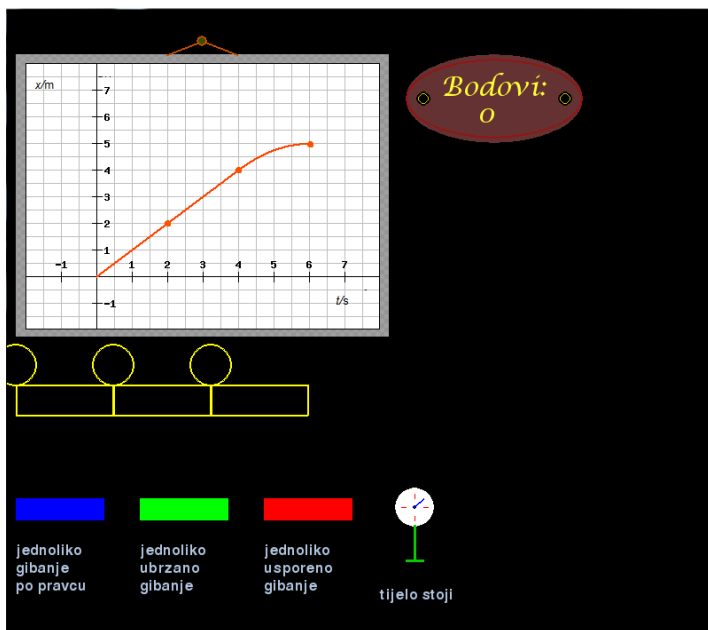 x/m
7
6
5
4
3
2
1
-1
-1 1 2 3 4 5 6 7
t/s
Bodovi:
0
jednoliko
gibanje
po pravcu
jednoliko
ubrzano
gibanje
jednoliko
usporeno
gibanje
tijelo stoji